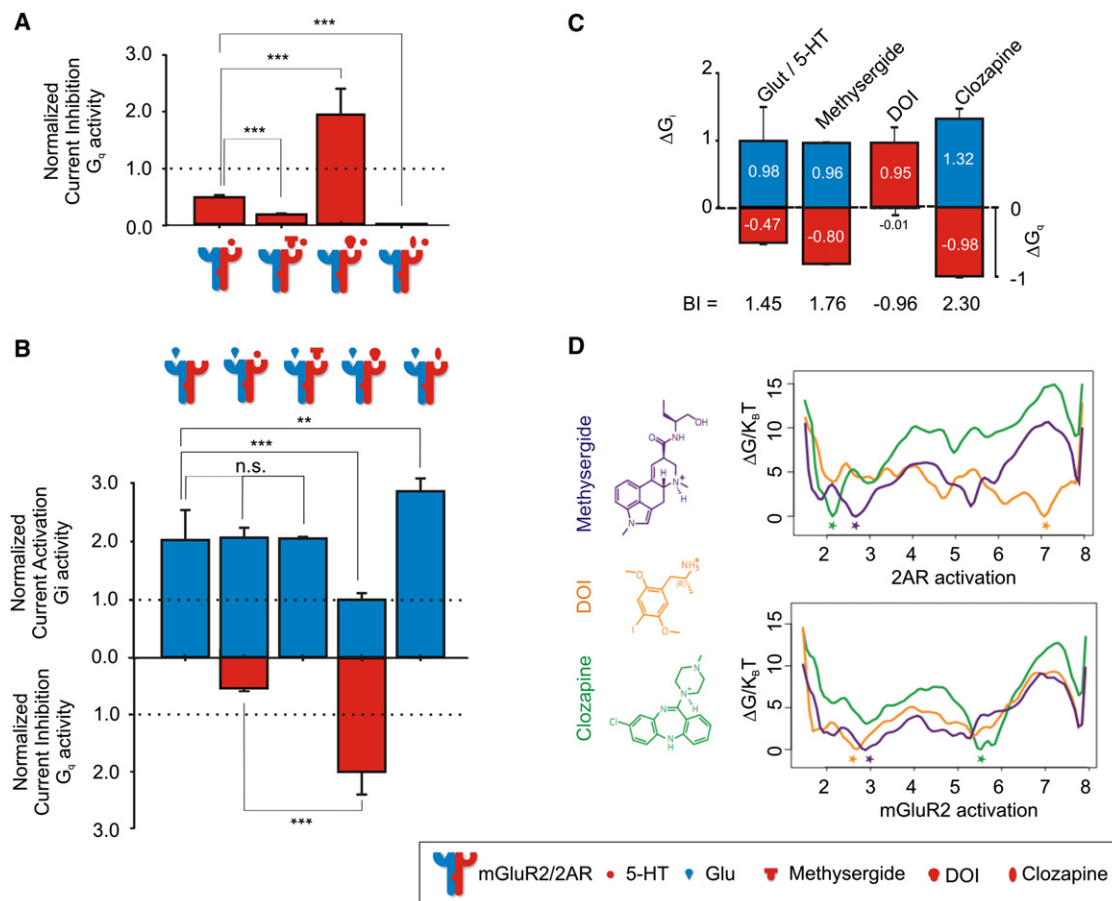 A
Normalized
Current Inhibition
Gq activity
3.0
2.0
1.0
0.0
***
***
***
B
Normalized
Current Activation
Gi activity
3.0
2.0
1.0
0.0
**
***
n.s.
Normalized
Current Inhibition
Gq activity
1.0
2.0
3.0
***
C
ΔGi
2
1
0
Glut / 5-HT
Methysergide
DOI
Clozapine
0.98
0.96
0.95
1.32
-0.47
-0.80
-0.01
-0.98
0
-1
ΔGq
BI = 1.45 1.76 -0.96 2.30
D
Methysergide
OH
O
NH
N+
H
H
N
DOI
O
NH3+
(R)
I
O
Clozapine
N
N+
H
N
Cl
N
H
ΔG/KBT
15
10
5
0
2 3 4 5 6 7 8
2AR activation
ΔG/KBT
15
10
5
0
2 3 4 5 6 7 8
mGluR2 activation
mGluR2/2AR 5-HT Glu Methysergide DOI Clozapine